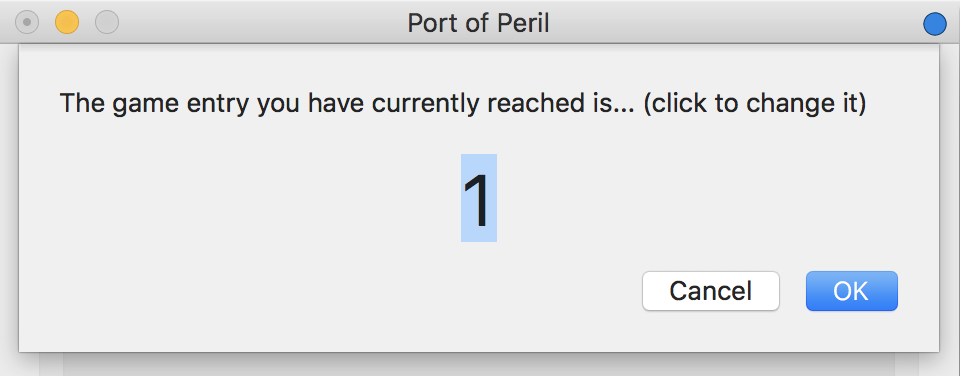 Port of Peril
The game entry you have currently reached is... (click to change it)
1
Cancel
OK